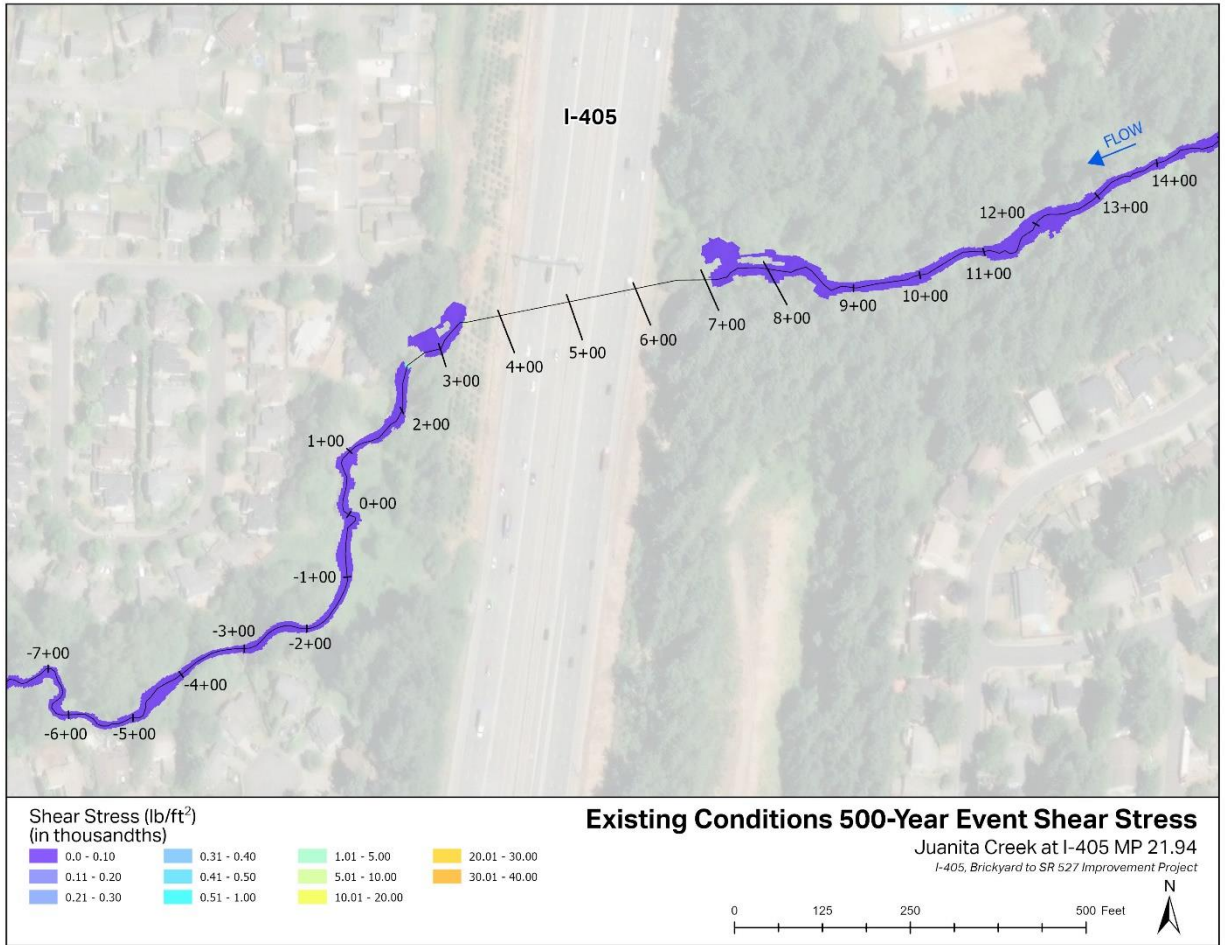 I-405
FLOW
14+00
13+00
12+00
11+00
10+00
9+00
8+00
7+00
6+00
5+00
4+00
3+00
2+00
1+00
0+00
-1+00
-2+00
-3+00
-4+00
-7+00
-6+00
-5+00
Shear Stress (lb/ft²)
(in thousandths)
0.0 - 0.10
0.11 - 0.20
0.21 - 0.30
0.31 - 0.40
0.41 - 0.50
0.51 - 1.00
1.01 - 5.00
5.01 - 10.00
10.01 - 20.00
20.01 - 30.00
30.01 - 40.00
Existing Conditions 500-Year Event Shear Stress
Juanita Creek at I-405 MP 21.94
I-405, Brickyard to SR 527 Improvement Project
N
0 125 250 500 Feet